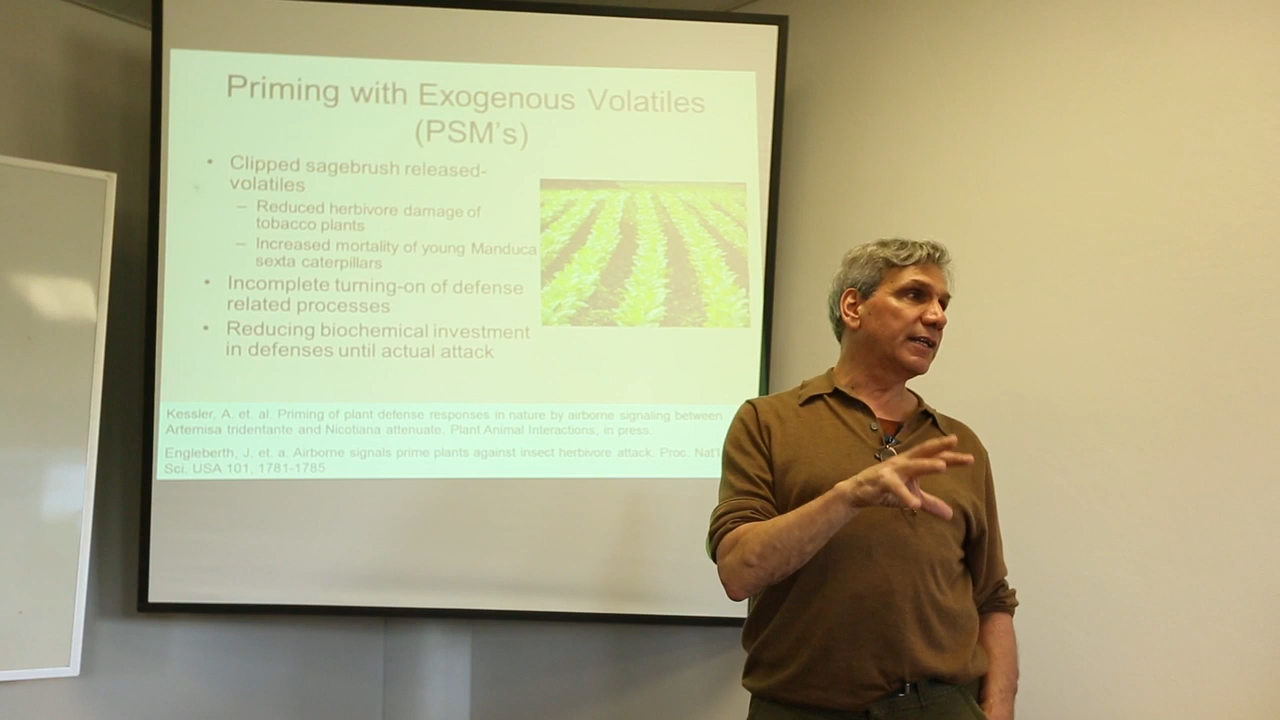 Priming with Exogenous Volatiles
(PSM's)
• Clipped sagebrush released-
volatiles
– Reduced herbivore damage of
tobacco plants
– Increased mortality of young Manduca
sexta caterpillars
• Incomplete turning-on of defense
related processes
• Reducing biochemical investment
in defenses until actual attack
Kessler, A. et. al. Priming of plant defense responses in nature by airborne signaling between
Artemisa tridentante and Nicotiana attenuate. Plant Animal Interactions, in press.
Engleberth, J. et. a. Airborne signals prime plants against insect herbivore attack. Proc. Nat'l
Sci. USA 101, 1781-1785